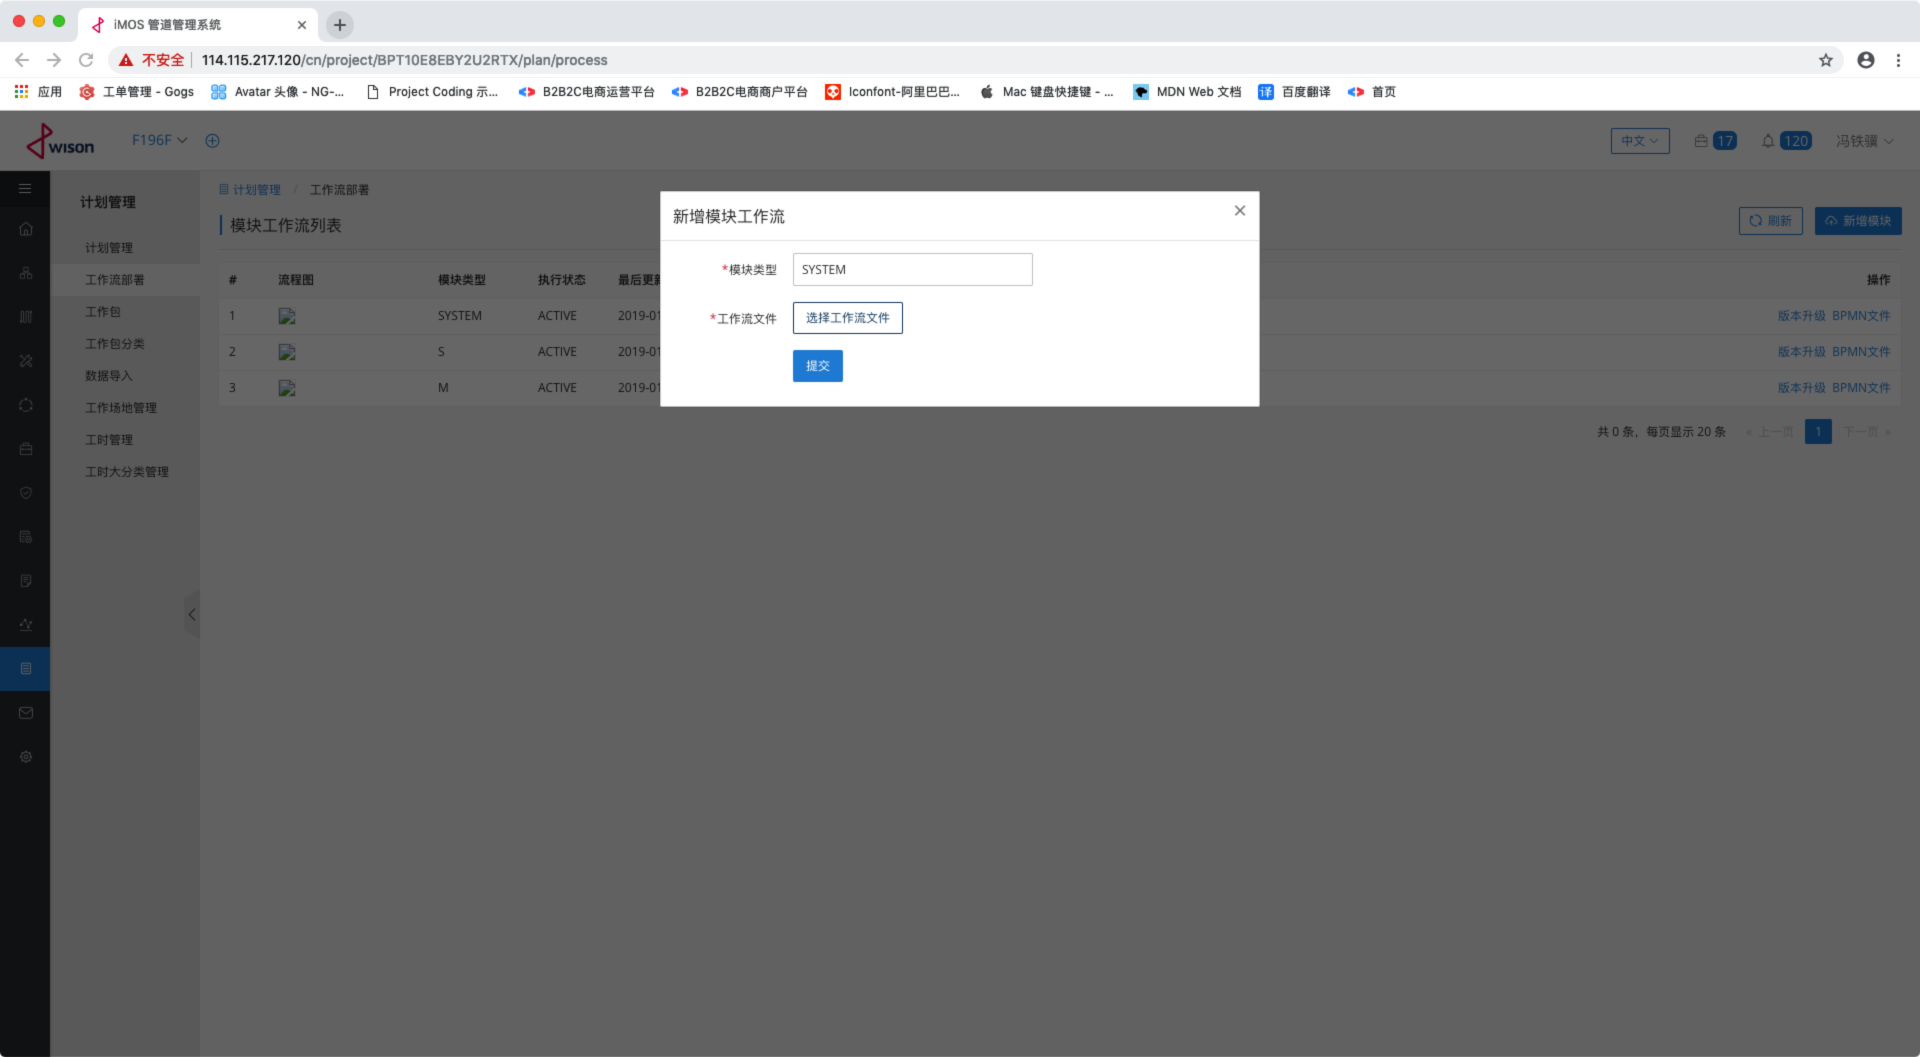 iMOS 管道管理系统
不安全 114.115.217.120/cn/project/BPT10E8EBY2U2RTX/plan/process
应用 工单管理 - Gogs Avatar 头像 - NG-... Project Coding 示... B2B2C电商运营平台 B2B2C电商商户平台 Iconfont-阿里巴巴... Mac 键盘快捷键 - ... MDN Web 文档 译 百度翻译 首页
wison F196F 中文 17 120 冯铁骥
计划管理
计划管理
工作流部署
工作包
工作包分类
数据导入
工作场地管理
工时管理
工时大分类管理
计划管理 / 工作流部署
模块工作流列表 刷新 新增模块
# 流程图 模块类型 执行状态 最后更新 操作
1 SYSTEM ACTIVE 2019-01 版本升级 BPMN文件
2 S ACTIVE 2019-01 版本升级 BPMN文件
3 M ACTIVE 2019-01 版本升级 BPMN文件
共 0 条, 每页显示 20 条 « 上一页 1 下一页 »
新增模块工作流
*模块类型 SYSTEM
*工作流文件 选择工作流文件
提交